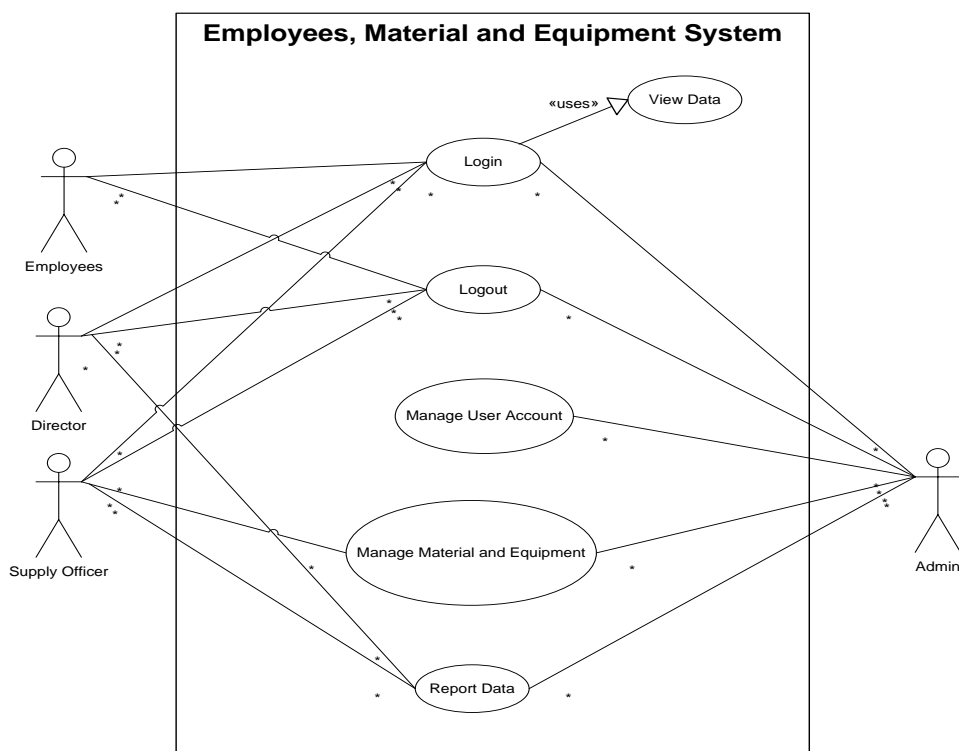 Employees, Material and Equipment System
«uses»
View Data
Login
* * * *
* *
Employees
Logout
* * *
* * *
* *
*
Director
Manage User Account
* *
*
* * *
* *
* *
Manage Material and Equipment
* *
Supply Officer
Admin
*
Report Data
* *